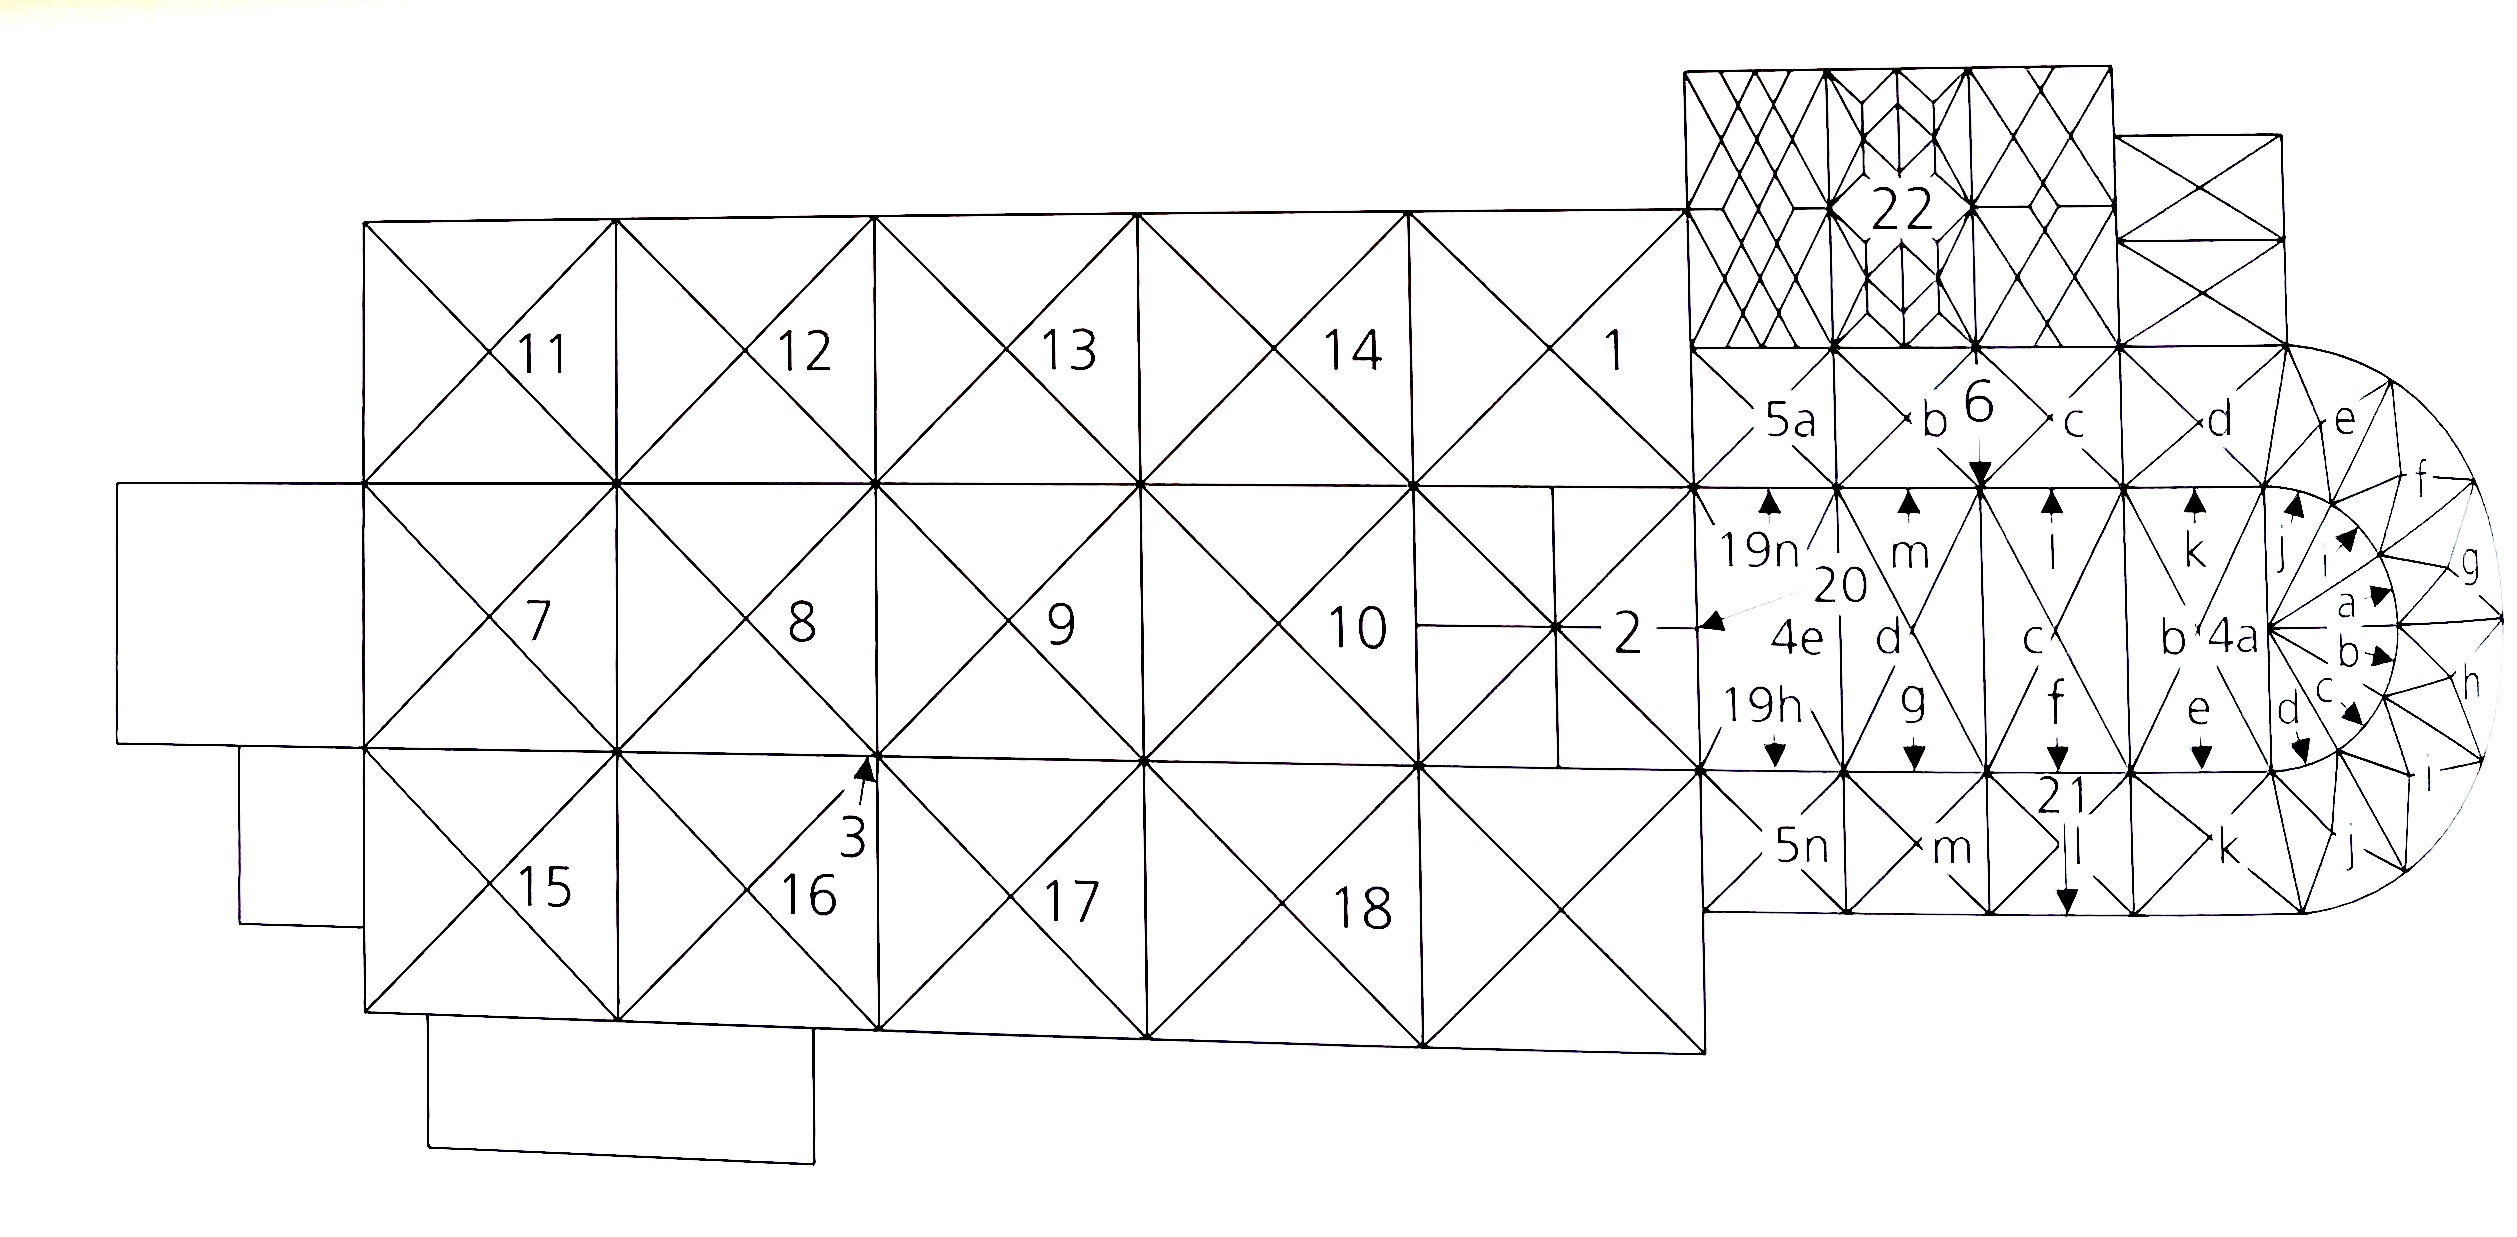 22
11 12 13 14 1
5a b 6 c d e
f
19n m l k j i g
20
a
7 8 9 10 2 4e d c b 4a
b
19h g f e d c h
21
3 5n m l k j i
15 16 17 18